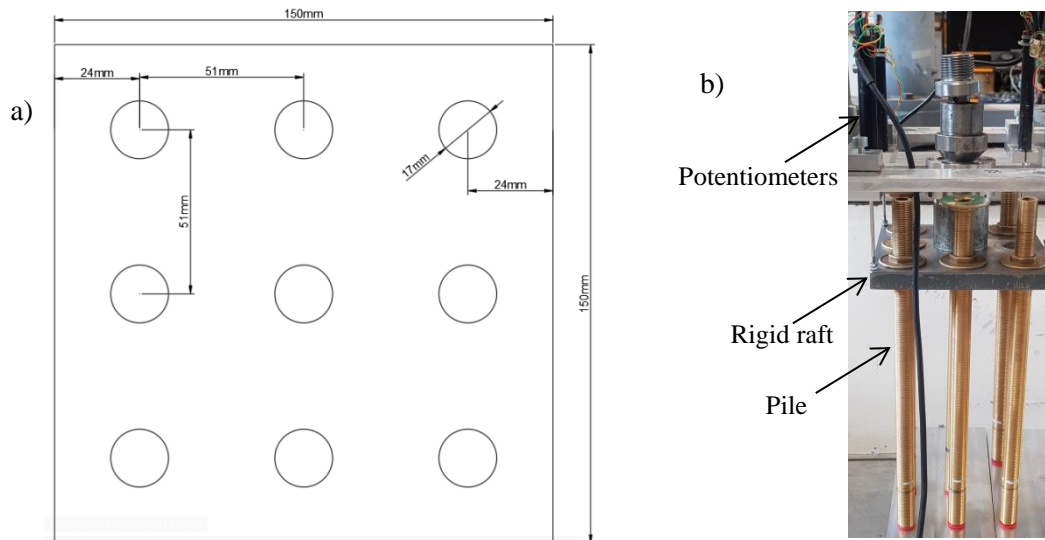 a)
150mm
24mm
51mm
17mm
24mm
51mm
150mm
b)
Potentiometers
Rigid raft
Pile